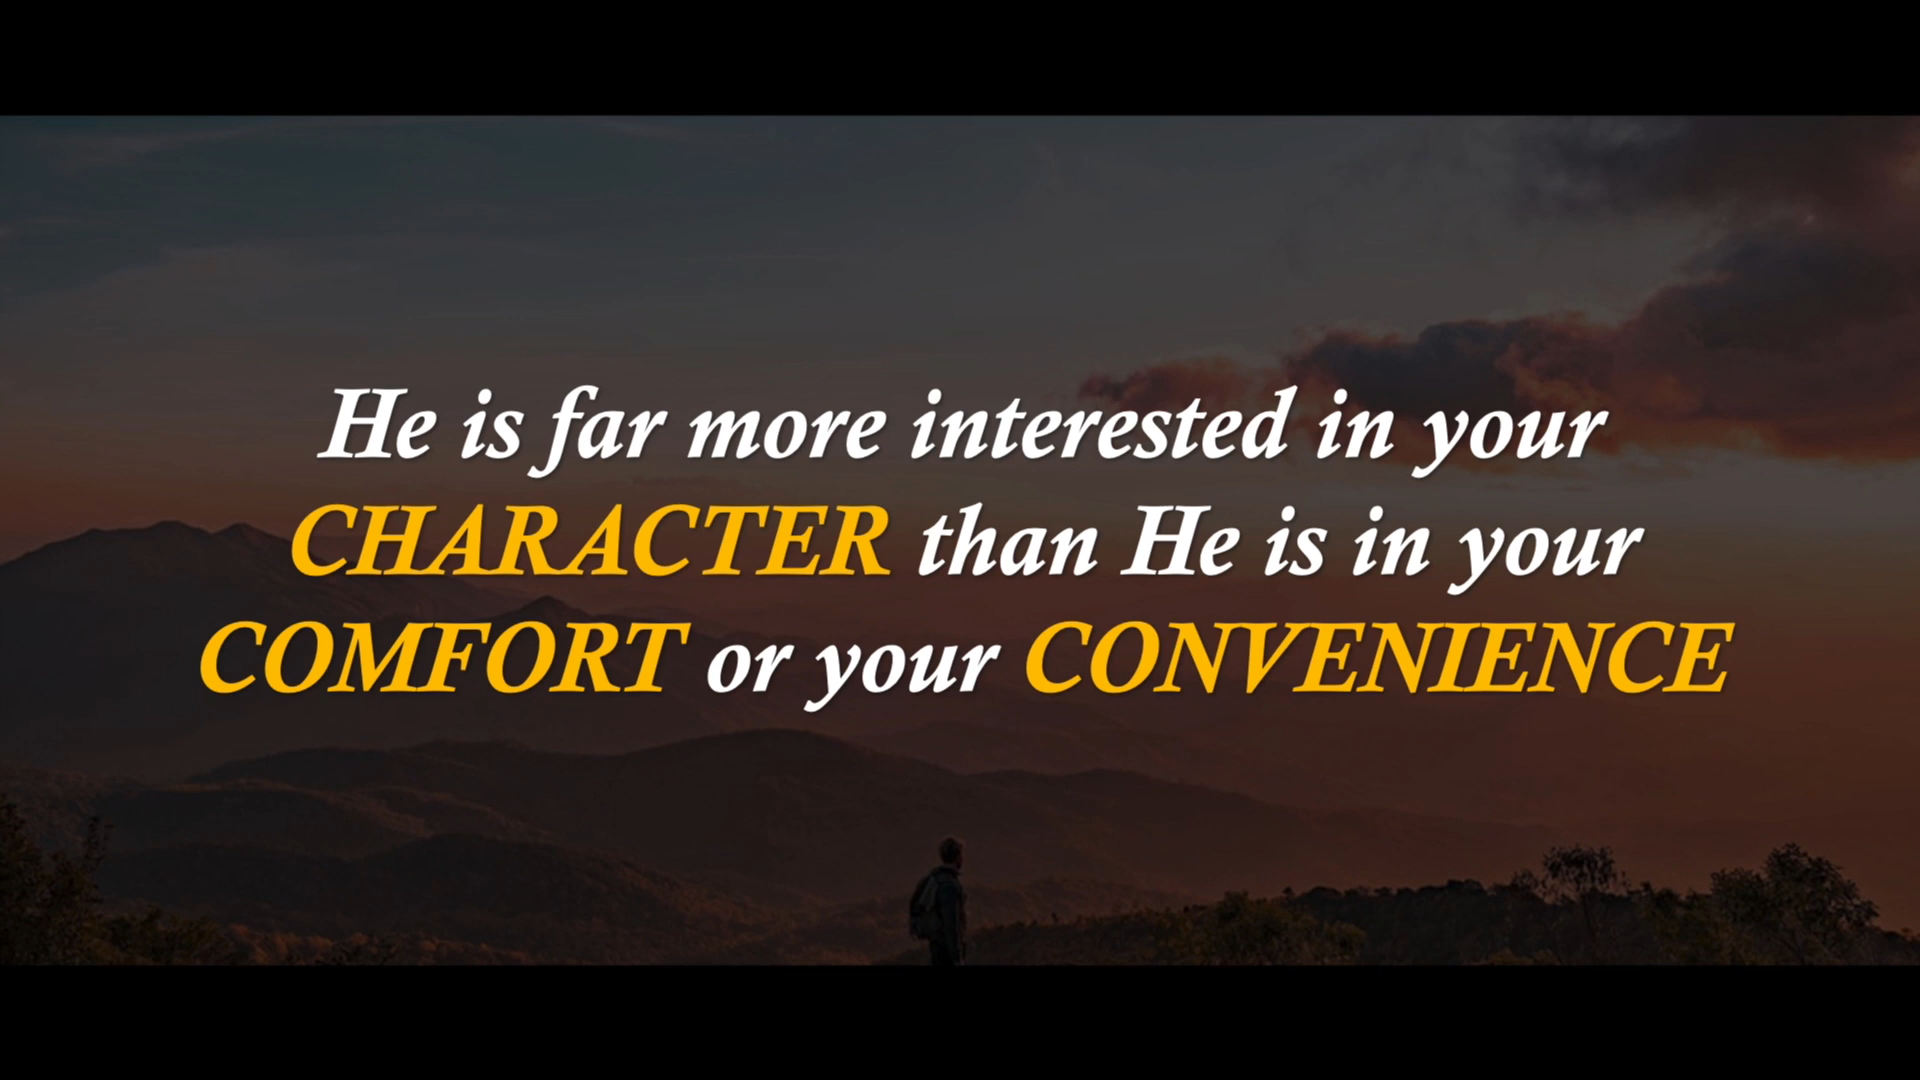 He is far more interested in your
CHARACTER than He is in your
COMFORT or your CONVENIENCE